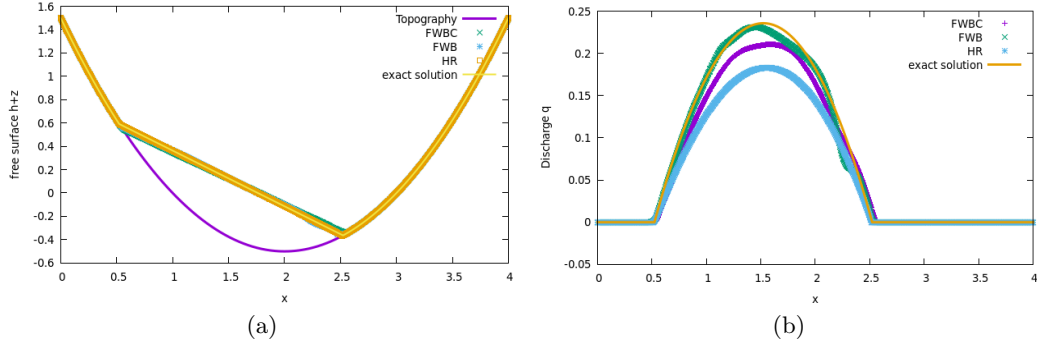 1.6
1.4
1.2
1
0.8
0.6
0.4
0.2
0
-0.2
-0.4
-0.6
free surface h+z
Topography
FWBC
FWB
HR
exact solution
0 0.5 1 1.5 2 2.5 3 3.5 4
x
(a)
0.25
0.2
0.15
0.1
0.05
0
-0.05
Discharge q
FWBC
FWB
HR
exact solution
0 0.5 1 1.5 2 2.5 3 3.5 4
x
(b)